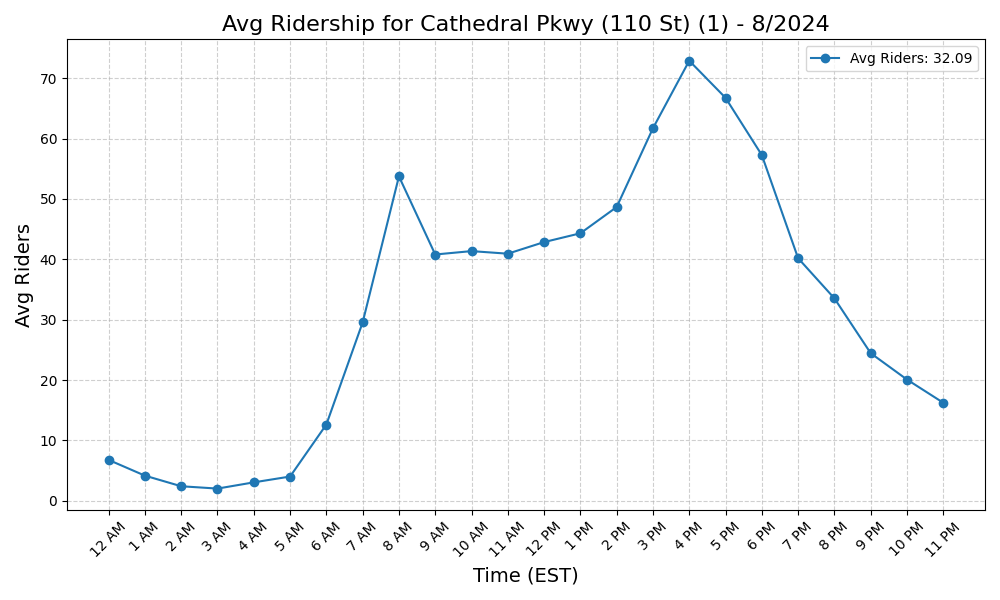 Avg Ridership for Cathedral Pkwy (110 St) (1) - 8/2024
Avg Riders: 32.09
Avg Riders
70
60
50
40
30
20
10
0
12 AM
1 AM
2 AM
3 AM
4 AM
5 AM
6 AM
7 AM
8 AM
9 AM
10 AM
11 AM
12 PM
1 PM
2 PM
3 PM
4 PM
5 PM
6 PM
7 PM
8 PM
9 PM
10 PM
11 PM
Time (EST)